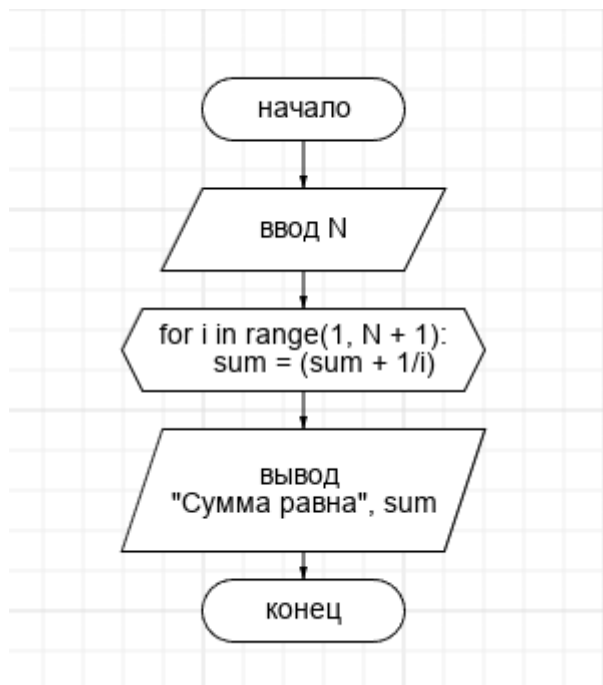 начало
ввод N
for i in range(1, N + 1):
sum = (sum + 1/i)
вывод
"Сумма равна", sum
конец